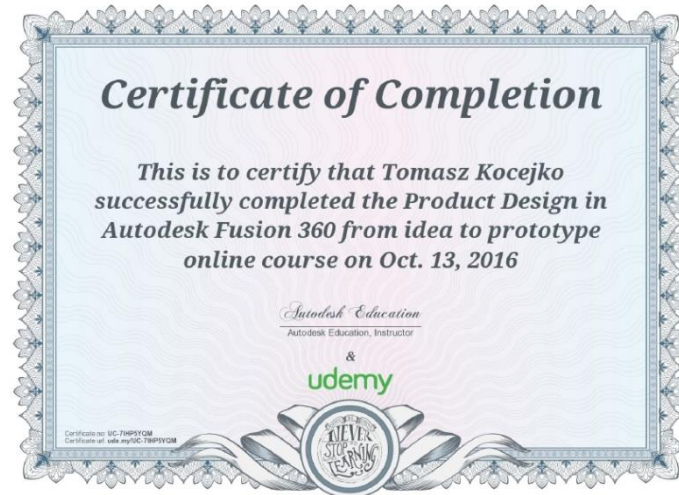 Certificate of Completion
This is to certify that Tomasz Kocejko
successfully completed the Product Design in
Autodesk Fusion 360 from idea to prototype
online course on Oct. 13, 2016
Autodesk Education
Autodesk Education, Instructor
&
udemy
Certificate no: UC-7IHP5YQM
Certificate url: ude.my/UC-7IHP5YQM
NEVER
STOP
LEARNING